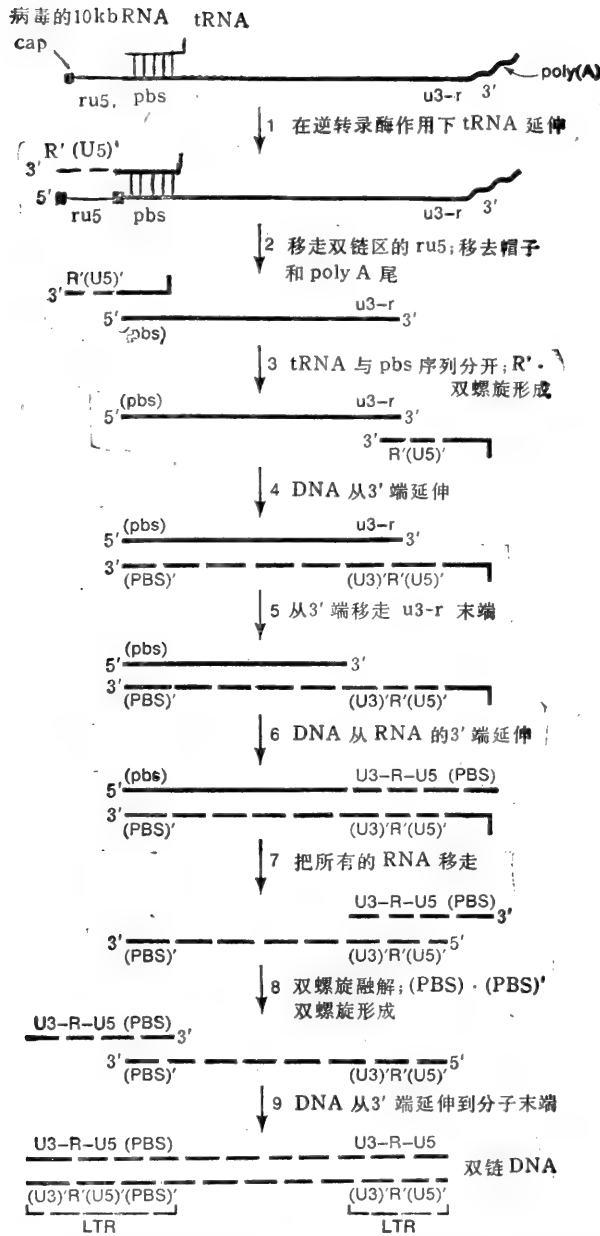 病毒的10kbRNA tRNA
cap
poly(A)
ru5, pbs u3-r 3′
1 在逆转录酶作用下 tRNA 延伸
3′ R′ (U5)′
5′
ru5 pbs u3-r 3′
2 移走双链区的 ru5;移去帽子
和 poly A 尾
R′(U5)′
3′
u3-r
5′ 3′
(pbs)
3 tRNA 与 pbs 序列分开;R′·
双螺旋形成
(pbs) u3-r
5′ 3′
3′
R′(U5)′
4 DNA 从3′ 端延伸
(pbs) u3-r
5′ 3′
3′
(PBS)′ (U3)′R′(U5)′
5 从3′ 端移走 u3-r 末端
(pbs)
5′ 3′
3′
(PBS)′ (U3)′R′(U5)′
6 DNA 从 RNA 的3′ 端延伸
(pbs) U3-R-U5 (PBS)
5′
3′
(PBS)′ (U3)′R′(U5)′
7 把所有的 RNA 移走
U3-R-U5 (PBS)
3′
3′ 5′
(PBS)′ (U3)′R′(U5)′
8 双螺旋融解;(PBS)·(PBS)′
双螺旋形成
U3-R-U5 (PBS)
3′
3′ 5′
(PBS)′ (U3)′R′(U5)′
9 DNA 从3′ 端延伸到分子末端
U3-R-U5 (PBS) U3-R-U5
双链 DNA
(U3)′R′(U5)′(PBS)′ (U3)′R′(U5)′
LTR LTR